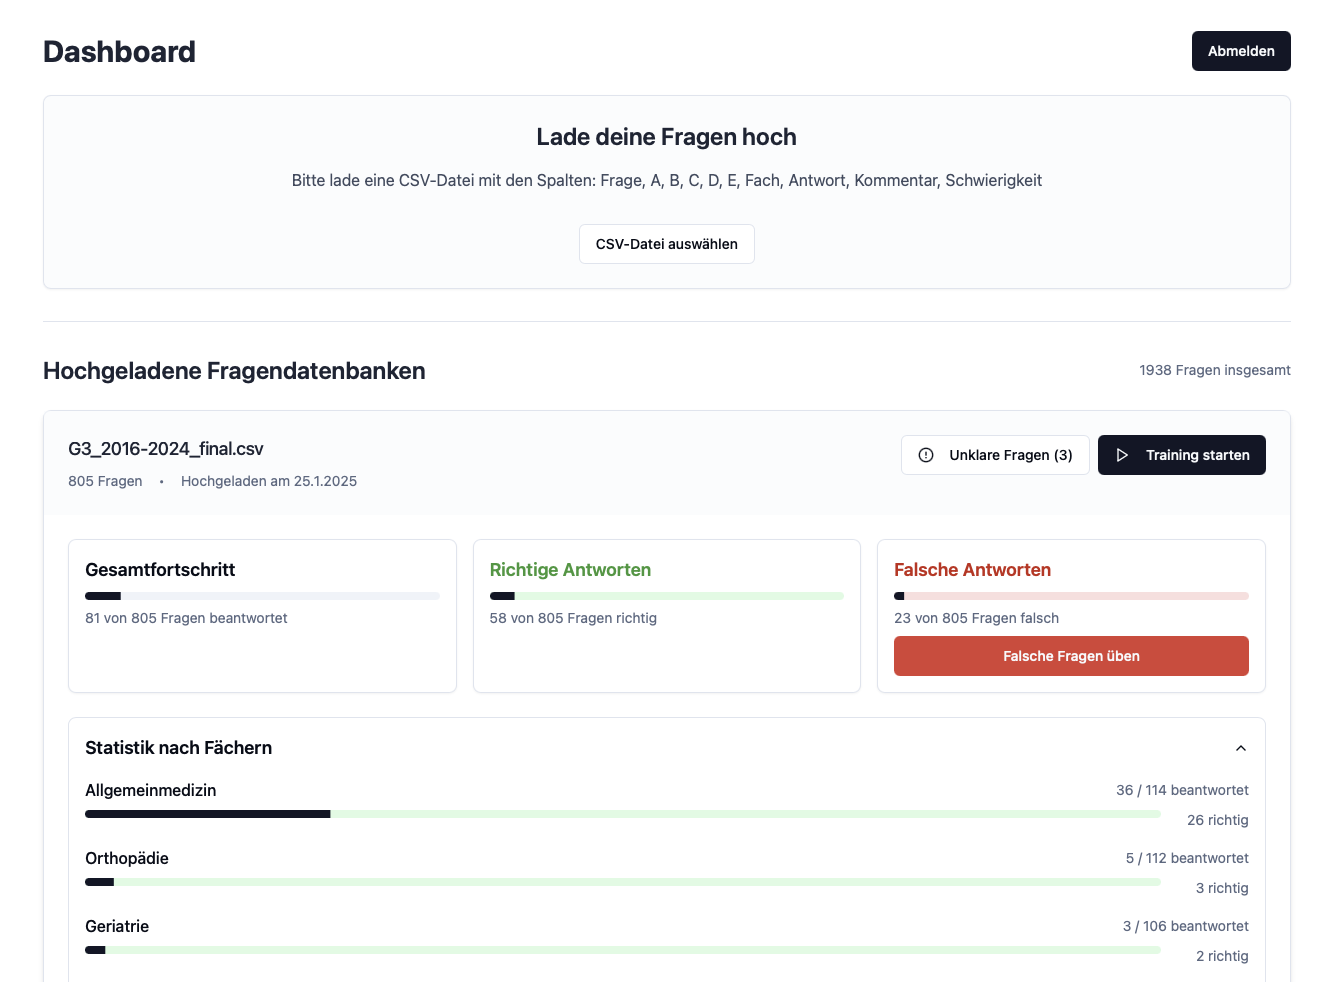 Dashboard
Abmelden
Lade deine Fragen hoch
Bitte lade eine CSV-Datei mit den Spalten: Frage, A, B, C, D, E, Fach, Antwort, Kommentar, Schwierigkeit
CSV-Datei auswählen
Hochgeladene Fragendatenbanken
1938 Fragen insgesamt
G3_2016-2024_final.csv
805 Fragen • Hochgeladen am 25.1.2025
Unklare Fragen (3)
Training starten
Gesamtfortschritt
81 von 805 Fragen beantwortet
Richtige Antworten
58 von 805 Fragen richtig
Falsche Antworten
23 von 805 Fragen falsch
Falsche Fragen üben
Statistik nach Fächern
Allgemeinmedizin
36 / 114 beantwortet
26 richtig
Orthopädie
5 / 112 beantwortet
3 richtig
Geriatrie
3 / 106 beantwortet
2 richtig